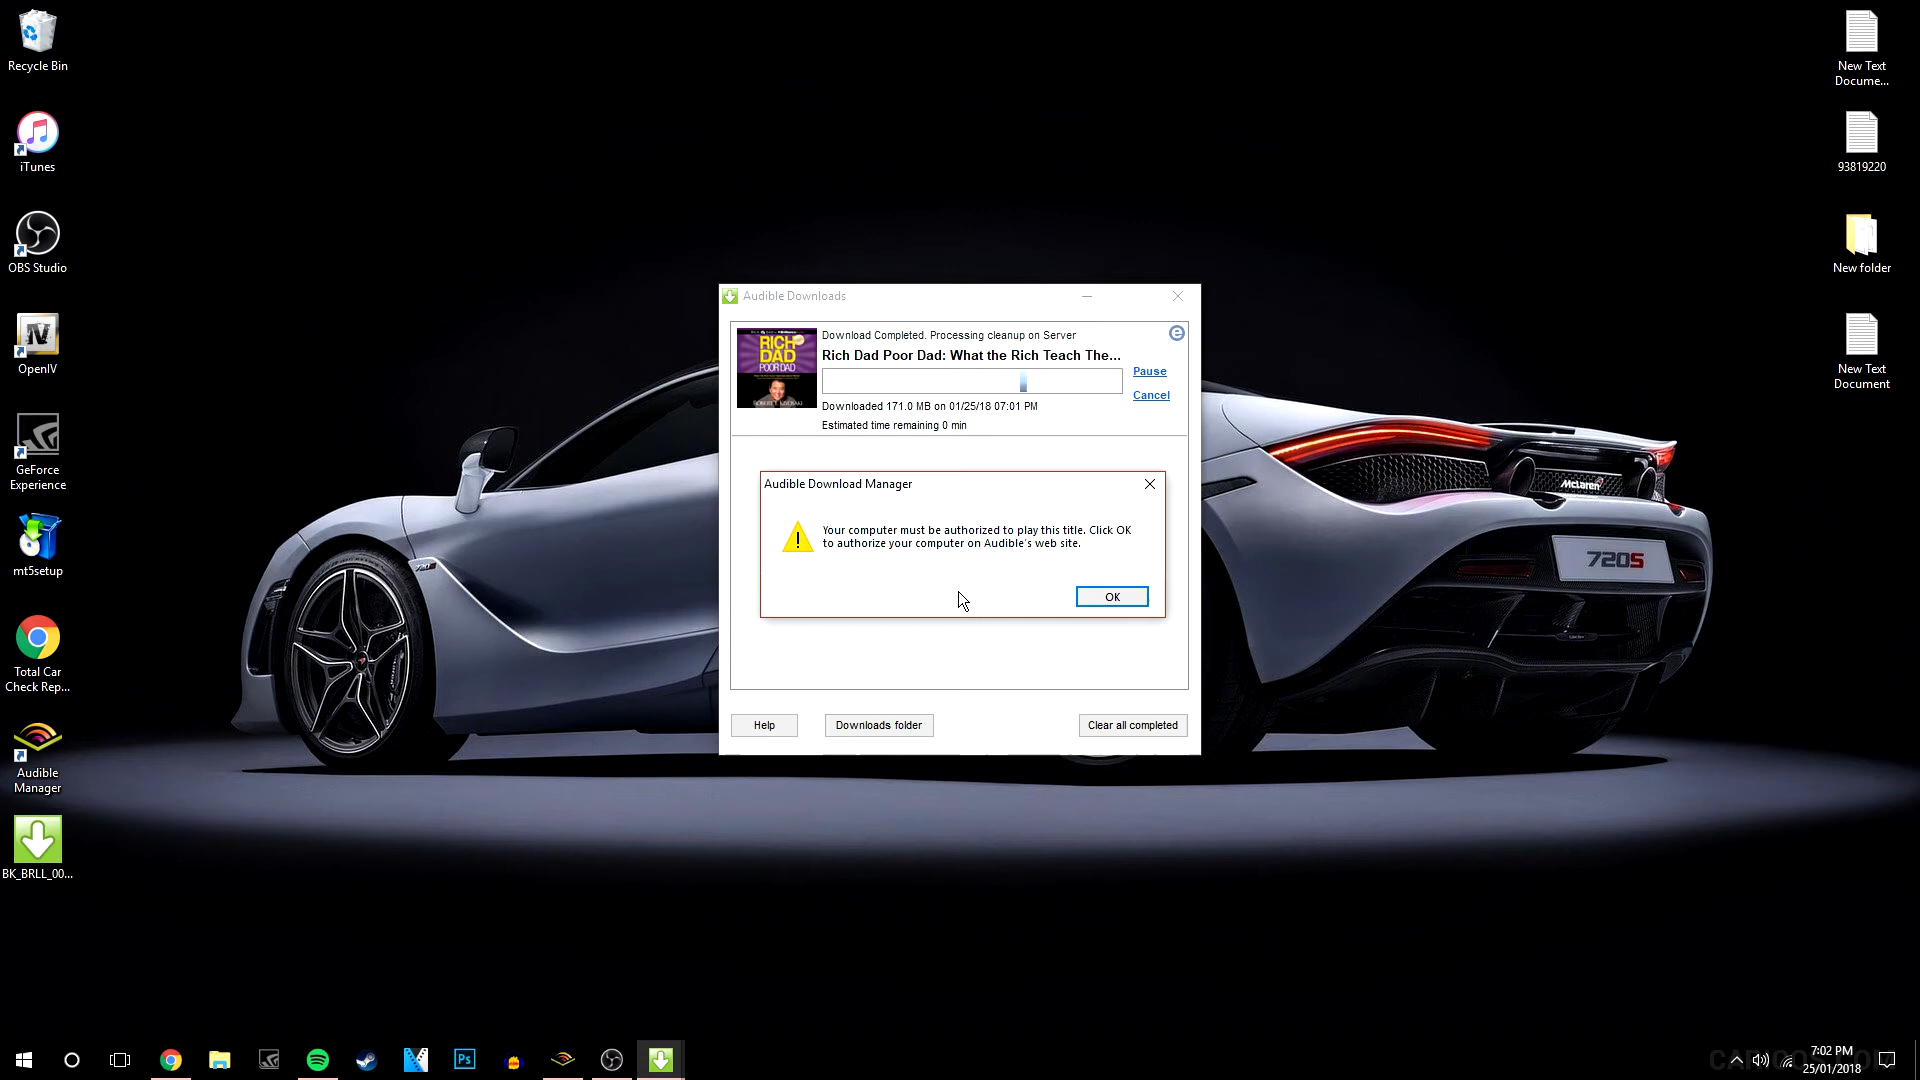 Recycle Bin
iTunes
OBS Studio
OpenIV
GeForce
Experience
mt5setup
Total Car
Check Rep...
Audible
Manager
BK_BRLL_00...
Audible Downloads
RICH
DAD
POOR DAD
Download Completed. Processing cleanup on Server
Rich Dad Poor Dad: What the Rich Teach The...
Pause
Cancel
Downloaded 171.0 MB on 01/25/18 07:01 PM
Estimated time remaining 0 min
Audible Download Manager
Your computer must be authorized to play this title. Click OK
to authorize your computer on Audible's web site.
OK
Help
Downloads folder
Clear all completed
McLaren
720S
New Text
Docume...
93819220
New folder
New Text
Document
Ps
7:02 PM
25/01/2018